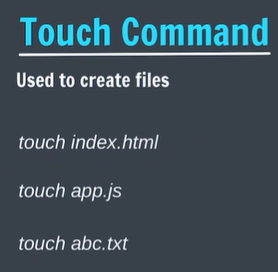 Touch Command
Used to create files
touch index.html
touch app.js
touch abc.txt